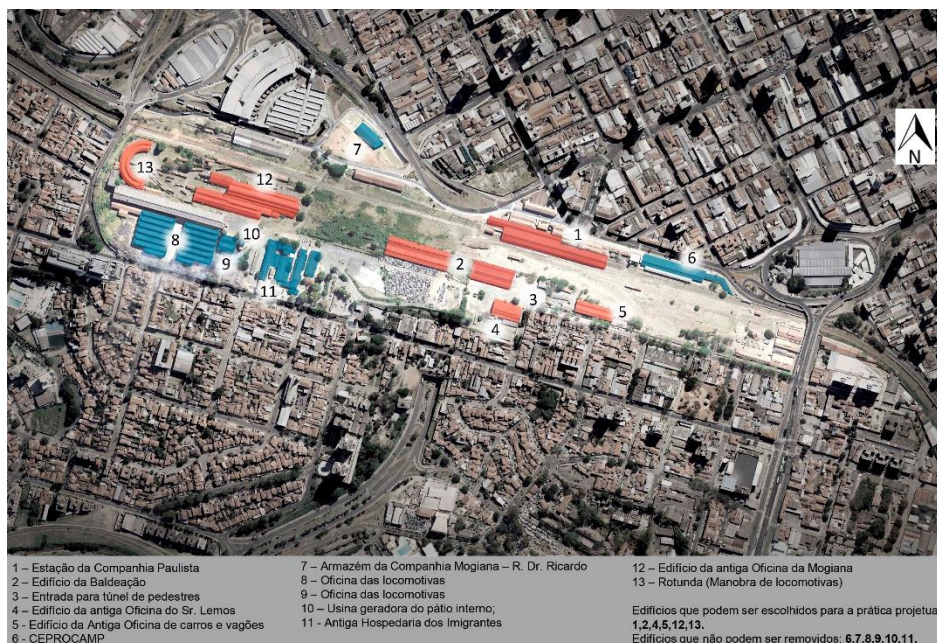 N
7
13
12
1
10
8
6
9
2
11
3
4
5
1 – Estação da Companhia Paulista
2 – Edifício da Baldeação
3 – Entrada para túnel de pedestres
4 – Edifício da antiga Oficina do Sr. Lemos
5 - Edifício da Antiga Oficina de carros e vagões
6 - CEPROCAMP
7 – Armazém da Companhia Mogiana – R. Dr. Ricardo
8 – Oficina das locomotivas
9 – Oficina das locomotivas
10 – Usina geradora do pátio interno;
11 - Antiga Hospedaria dos Imigrantes
12 – Edifício da antiga Oficina da Mogiana
13 – Rotunda (Manobra de locomotivas)
Edifícios que podem ser escolhidos para a prática projetua
1,2,4,5,12,13.
Edifícios que não podem ser removidos: 6,7,8,9,10,11.